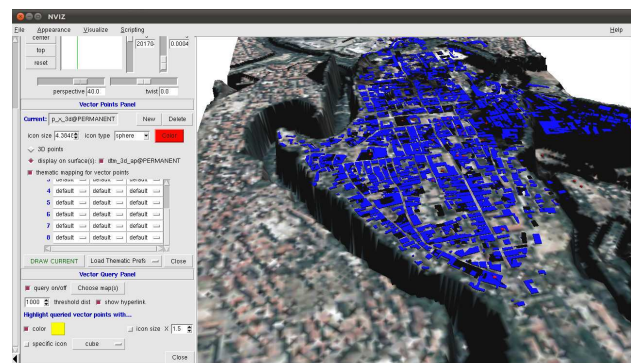 NVIZ
File Appearance Visualize Scripting Help
center
top
reset
20176
0.0004
perspective 40.0 twist 0.0
Vector Points Panel
Current: p_x_3d@PERMANENT New Delete
icon size 4.3846 icon type sphere Color
3D points
display on surface(s): dtm_3d_ap@PERMANENT
thematic mapping for vector points
default default default
4 default default default
5 default default default
6 default default default
7 default default default
8 default default default
DRAW CURRENT Load Thematic Prefs Close
Vector Query Panel
query on/off Choose map(s)
1000 threshold dist show hyperlink
Highlight queried vector points with...
color icon size X 1.5
specific icon cube
Close